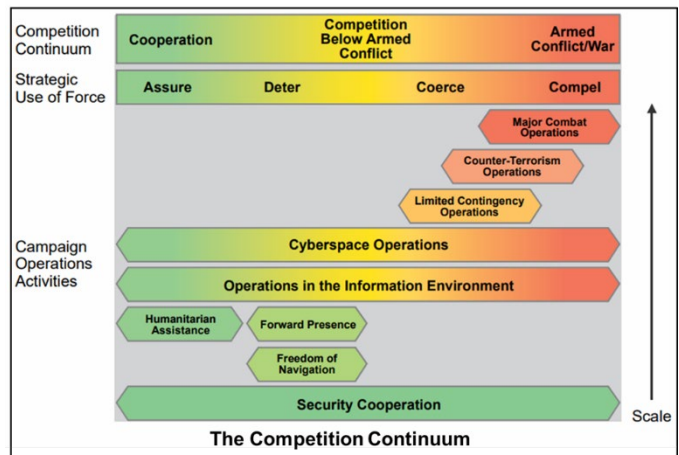 Competition
Continuum
Cooperation
Competition
Below Armed
Conflict
Armed
Conflict/War
Strategic
Use of Force
Assure
Deter
Coerce
Compel
Major Combat
Operations
Counter-Terrorism
Operations
Limited Contingency
Operations
Campaign
Operations
Activities
Cyberspace Operations
Operations in the Information Environment
Humanitarian
Assistance
Forward Presence
Freedom of
Navigation
Security Cooperation
Scale
The Competition Continuum